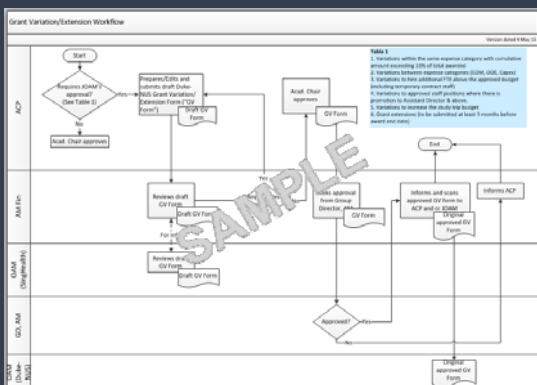 Grant Variation/Extension Workflow
Version dated 4 May 15
ACP
Start
Requires JOAM's
approval?
(See Table 1)
Yes
No
Acad. Chair approves
Prepares/Edits and
submits draft Duke-
NUS Grant Variation/
Extension Form ("GV
Form")
Draft GV
Form
Acad. Chair
approves
GV Form
Table 1
1. Variations within the same expense category with cumulative
amount exceeding 10% of total award
2. Variations between expense categories (EOM, OOE, Capex)
3. Variations to hire additional FTE above the approved budget
(including temporary contract staff)
4. Variations to approved staff positions where there is
promotion to Assistant Director & above.
5. Variations to increase the study trip budget
6. Grant extensions (to be submitted at least 3 months before
award end date)
End
AM Fin
Reviews draft
GV Form
Draft GV Form
Yes
No
approval
from Group
Director,
GV Form
Informs and scans
approved GV Form to
ACP and cc JOAM
Original
approved GV
Form
Informs ACP
SAMPLE
(SingHealth)
Reviews draft
GV Form
Draft GV Form
GD, AM
Approved?
Yes
No
(Duke-
NUS)
Original
approved GV
Form